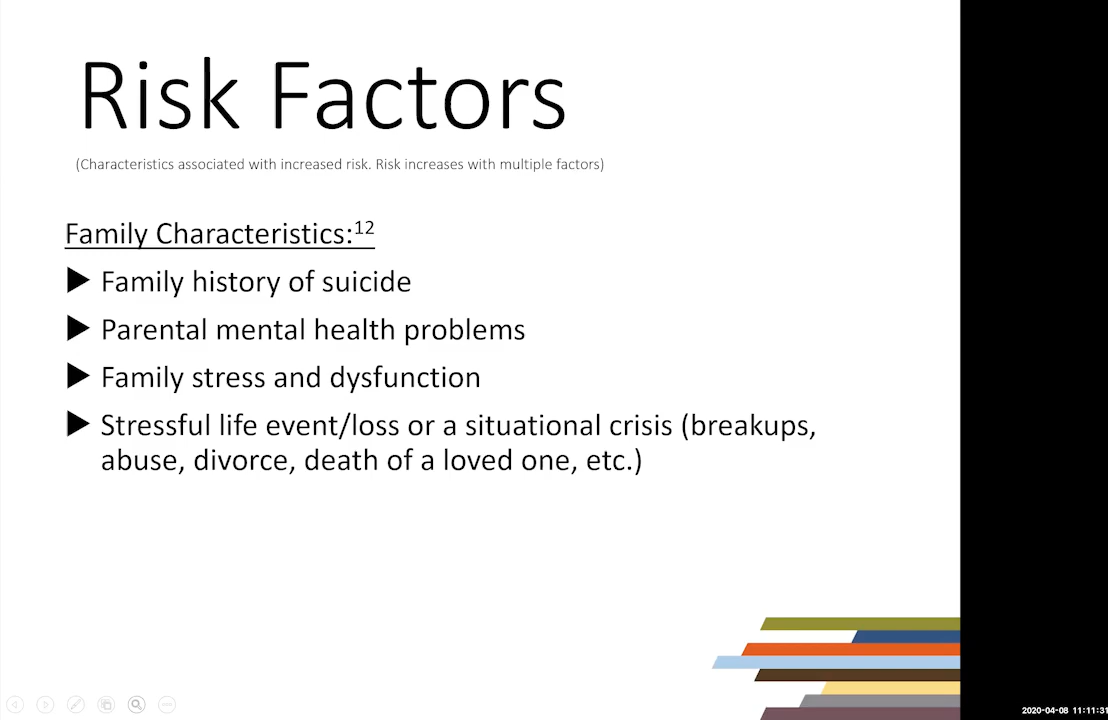 Risk Factors
(Characteristics associated with increased risk. Risk increases with multiple factors)
Family Characteristics:12
▶ Family history of suicide
▶ Parental mental health problems
▶ Family stress and dysfunction
▶ Stressful life event/loss or a situational crisis (breakups,
abuse, divorce, death of a loved one, etc.)
2020-04-08 11:11:31